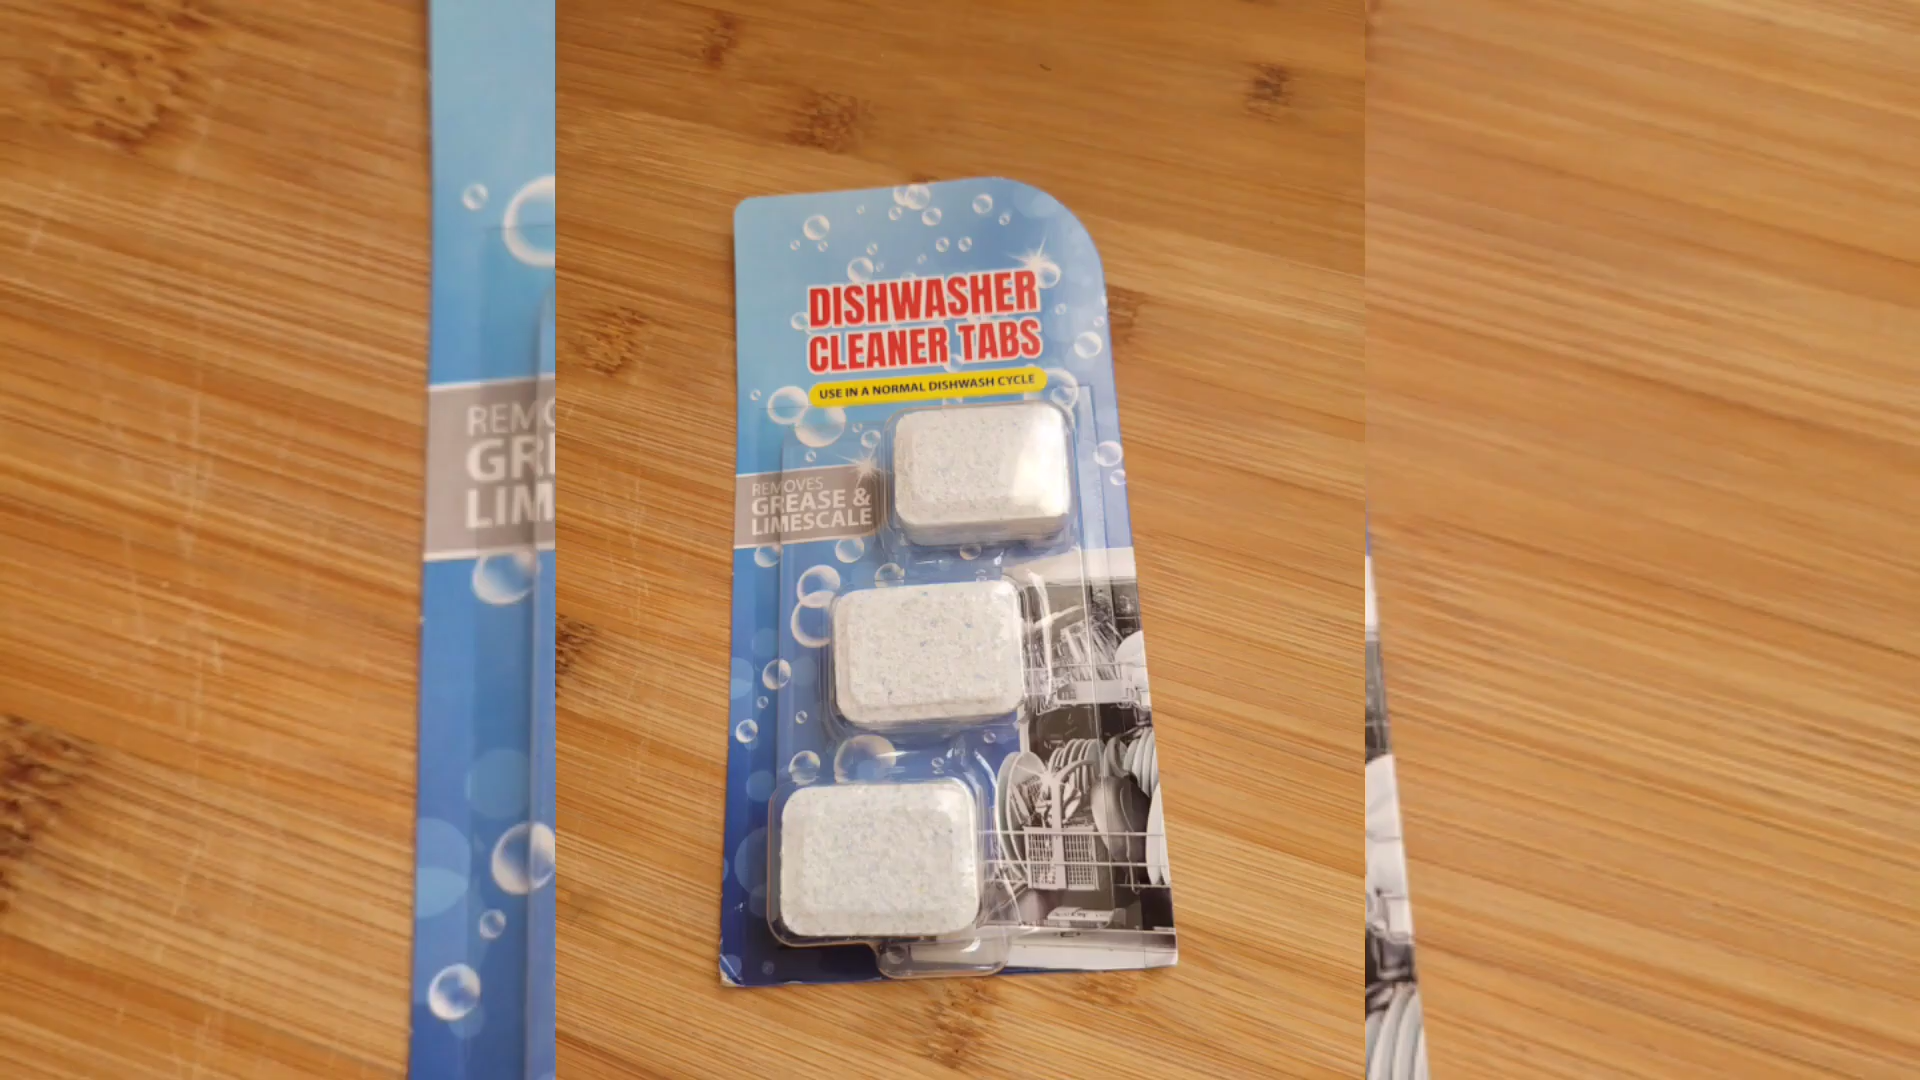 DISHWASHER
CLEANER TABS
USE IN A NORMAL DISHWASH CYCLE
REMOVES
GREASE &
LIMESCALE